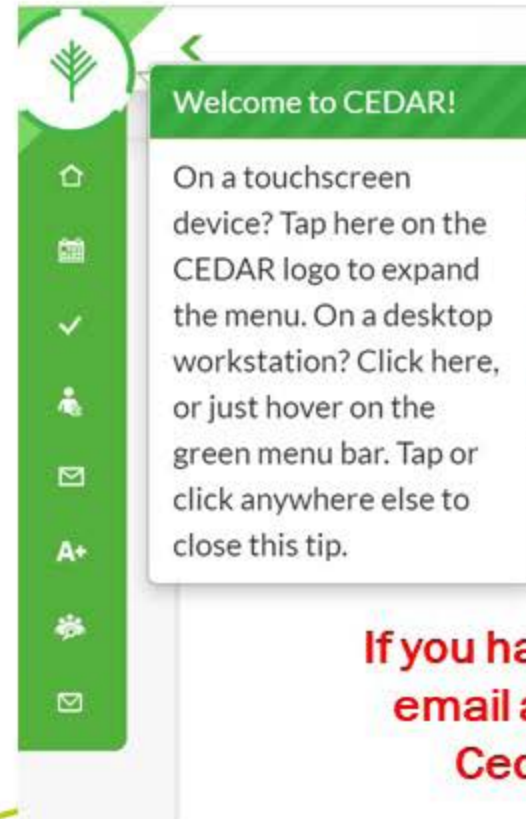 Welcome to CEDAR!
On a touchscreen
device? Tap here on the
CEDAR logo to expand
the menu. On a desktop
workstation? Click here,
or just hover on the
green menu bar. Tap or
click anywhere else to
close this tip.
A+
If you
email